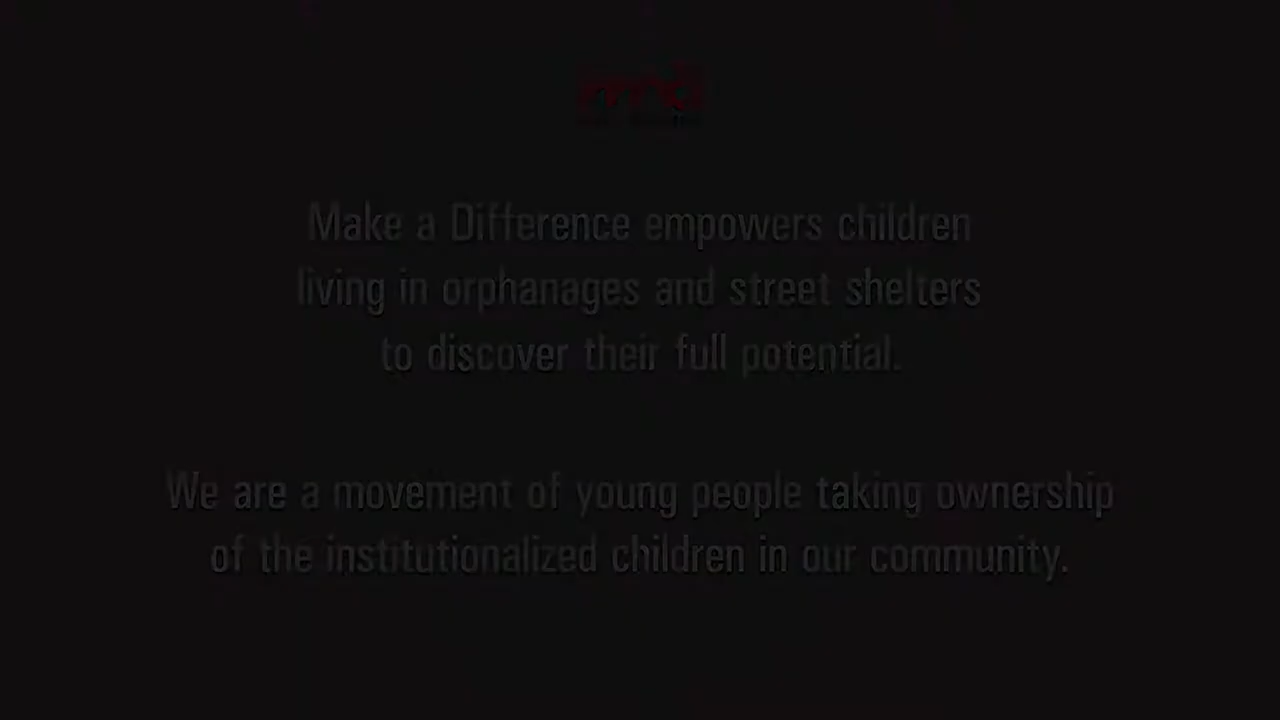 mad
Make a Difference empowers children
living in orphanages and street shelters
to discover their full potential.
We are a movement of young people taking ownership
of the institutionalized children in our community.